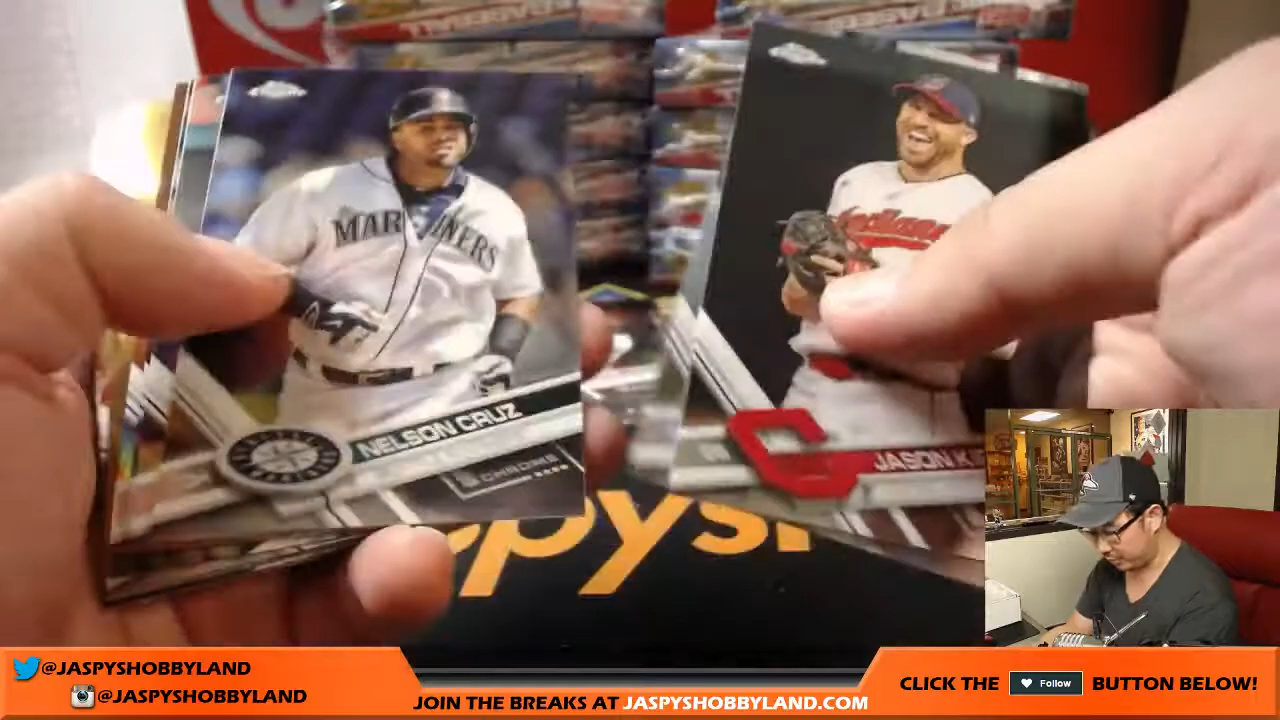 MARINERS
NELSON CRUZ
CHROME
Indians
C
JASON KI
@JASPYSHOBBYLAND
@JASPYSHOBBYLAND
JOIN THE BREAKS AT JASPYSHOBBYLAND.COM
CLICK THE Follow BUTTON BELOW!